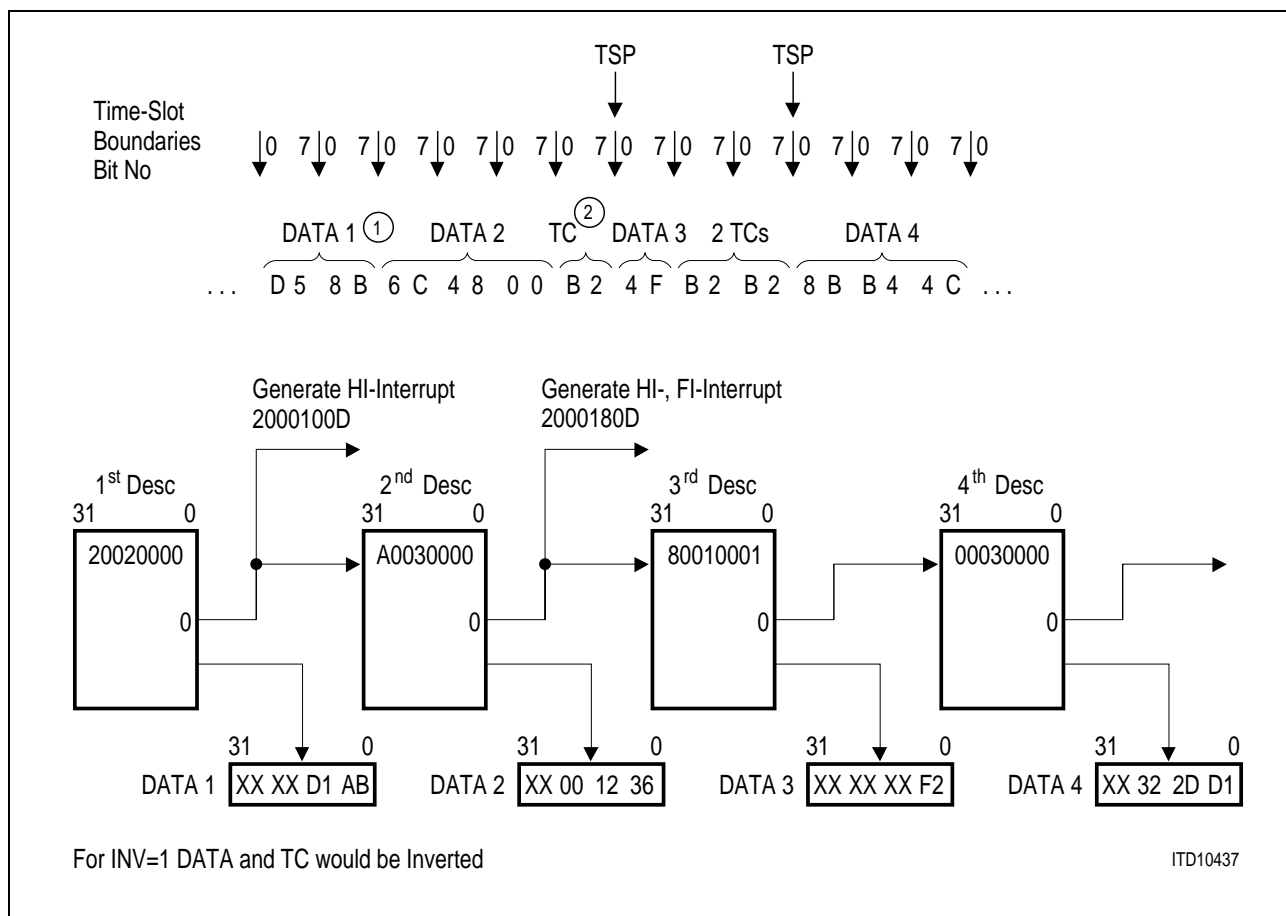 TSP TSP
Time-Slot
Boundaries
Bit No
0 7 0 7 0 7 0 7 0 7 0 7 0 7 0 7 0 7 0 7 0 7 0 7 0
DATA 1 1 DATA 2 TC 2 DATA 3 2 TCs DATA 4
... D 5 8 B 6 C 4 8 0 0 B 2 4 F B 2 B 2 8 B B 4 4 C ...
Generate HI-Interrupt
2000100D
Generate HI-, FI-Interrupt
2000180D
1st Desc 2nd Desc 3rd Desc 4th Desc
31 0 31 0 31 0 31 0
20020000 A0030000 80010001 00030000
0 0 0 0
31 0 31 0 31 0 31 0
DATA 1 XX XX D1 AB DATA 2 XX 00 12 36 DATA 3 XX XX XX F2 DATA 4 XX 32 2D D1
For INV=1 DATA and TC would be Inverted
ITD10437